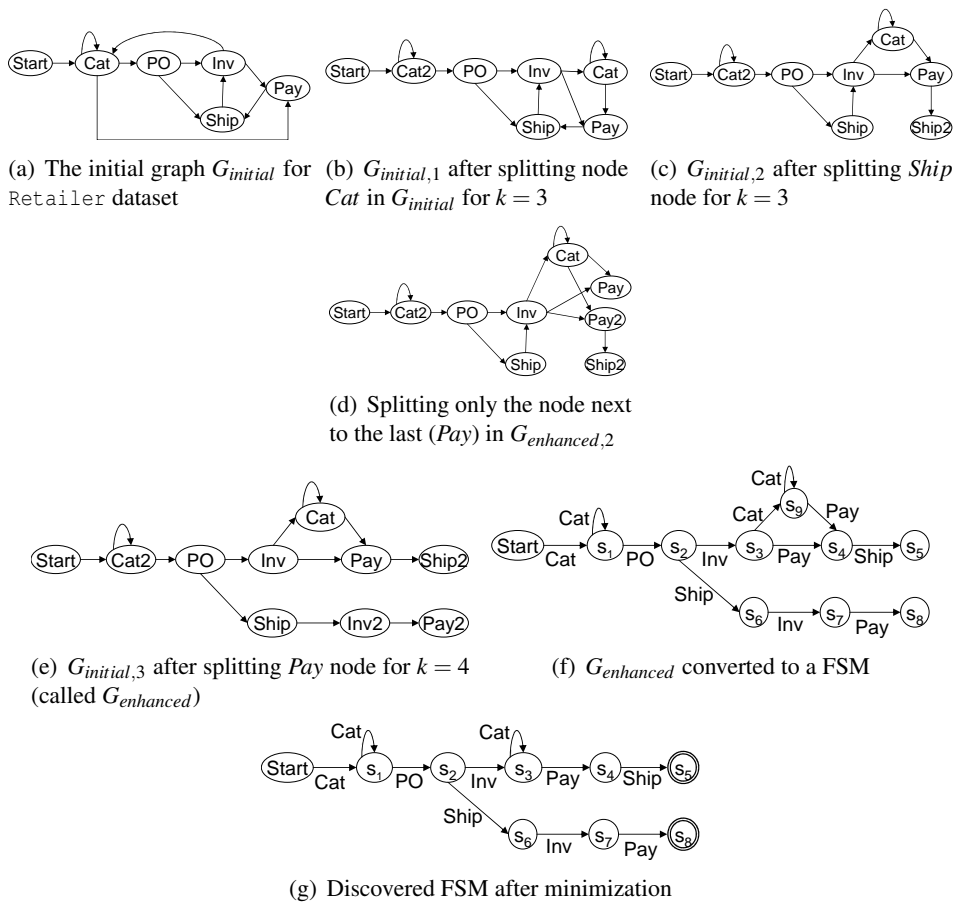 Start Cat PO Inv Pay Ship
(a) The initial graph G_initial for
Retailer dataset
Start Cat2 PO Inv Cat Ship Pay
(b) G_initial,1 after splitting node
Cat in G_initial for k = 3
Cat Start Cat2 PO Inv Pay Ship Ship2
(c) G_initial,2 after splitting Ship
node for k = 3
Cat Pay Start Cat2 PO Inv Pay2 Ship Ship2
(d) Splitting only the node next
to the last (Pay) in G_enhanced,2
Cat
Start Cat2 PO Inv Pay Ship2
Ship Inv2 Pay2
(e) G_initial,3 after splitting Pay node for k = 4
(called G_enhanced)
Cat s9
Cat Cat Pay
Start s1 s2 s3 s4 s5
Cat PO Inv Pay Ship
Ship
s6 s7 s8
Inv Pay
(f) G_enhanced converted to a FSM
Cat Cat
Start s1 s2 s3 s4 s5
Cat PO Inv Pay Ship
Ship
s6 s7 s8
Inv Pay
(g) Discovered FSM after minimization